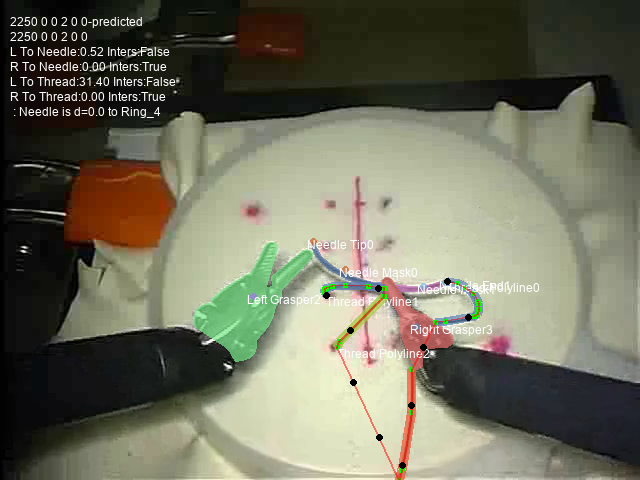 2250 0 0 2 0 0-predicted
2250 0 0 2 0 0
L To Needle:0.52 Inters:False
R To Needle:0.00 Inters:True
L To Thread:31.40 Inters:False
R To Thread:0.00 Inters:True
: Needle is d=0.0 to Ring_4
Needle Tip0
Needle Mask0
Left Grasper2
Thread Polyline1
Right Grasper3
Thread Polyline2